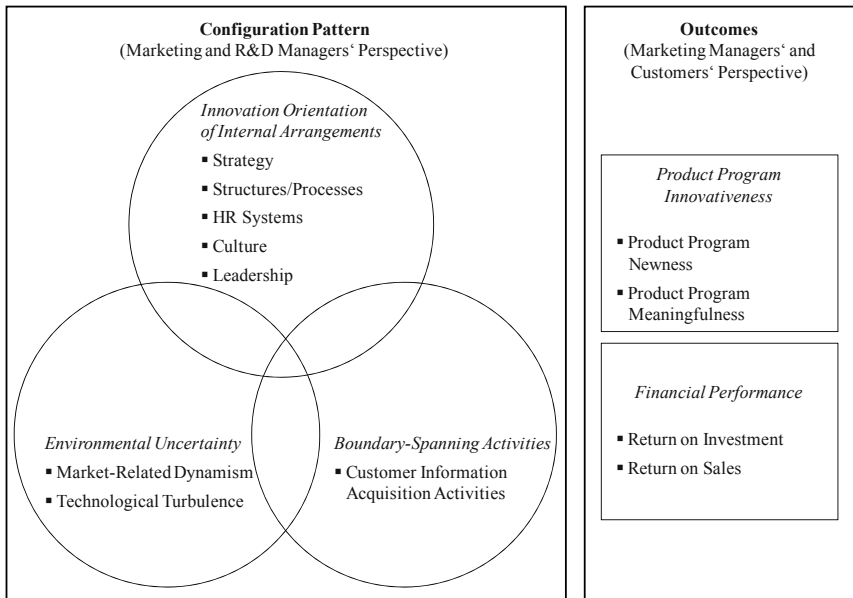 Configuration Pattern
(Marketing and R&D Managers‘ Perspective)
Innovation Orientation
of Internal Arrangements
▪ Strategy
▪ Structures/Processes
▪ HR Systems
▪ Culture
▪ Leadership
Environmental Uncertainty
▪ Market-Related Dynamism
▪ Technological Turbulence
Boundary-Spanning Activities
▪ Customer Information
Acquisition Activities
Outcomes
(Marketing Managers‘ and
Customers‘ Perspective)
Product Program
Innovativeness
▪ Product Program
Newness
▪ Product Program
Meaningfulness
Financial Performance
▪ Return on Investment
▪ Return on Sales